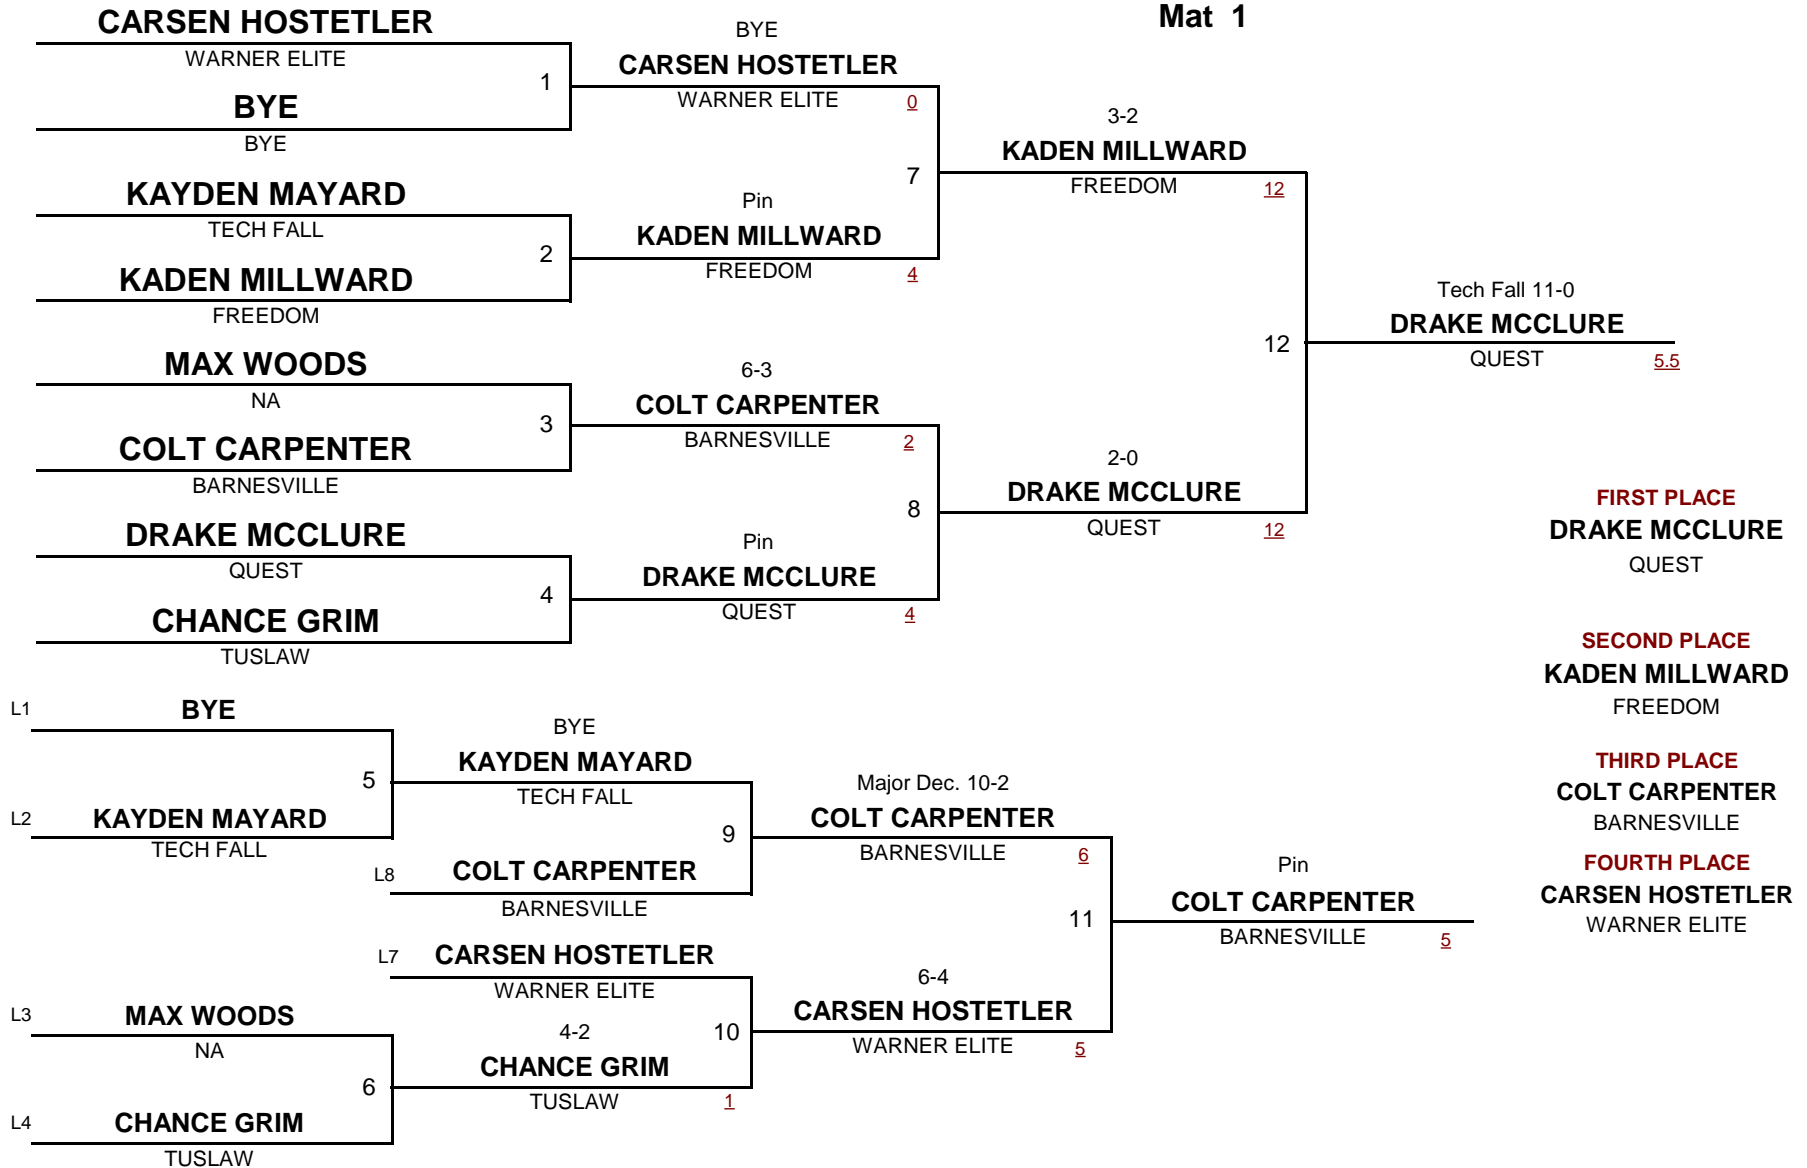 Mat 1
CARSEN HOSTETLER
WARNER ELITE
1
BYE
BYE
BYE
CARSEN HOSTETLER
WARNER ELITE
0
KAYDEN MAYARD
TECH FALL
2
KADEN MILLWARD
FREEDOM
Pin
KADEN MILLWARD
FREEDOM
4
7
3-2
KADEN MILLWARD
FREEDOM
12
MAX WOODS
NA
3
COLT CARPENTER
BARNESVILLE
6-3
COLT CARPENTER
BARNESVILLE
2
DRAKE MCCLURE
QUEST
4
CHANCE GRIM
TUSLAW
Pin
DRAKE MCCLURE
QUEST
4
8
2-0
DRAKE MCCLURE
QUEST
12
12
Tech Fall 11-0
DRAKE MCCLURE
QUEST
5.5
FIRST PLACE
DRAKE MCCLURE
QUEST
SECOND PLACE
KADEN MILLWARD
FREEDOM
THIRD PLACE
COLT CARPENTER
BARNESVILLE
FOURTH PLACE
CARSEN HOSTETLER
WARNER ELITE
L1
BYE
5
L2
KAYDEN MAYARD
TECH FALL
BYE
KAYDEN MAYARD
TECH FALL
9
L8
COLT CARPENTER
BARNESVILLE
Major Dec. 10-2
COLT CARPENTER
BARNESVILLE
6
L7
CARSEN HOSTETLER
WARNER ELITE
10
L3
MAX WOODS
NA
6
L4
CHANCE GRIM
TUSLAW
4-2
CHANCE GRIM
TUSLAW
1
6-4
CARSEN HOSTETLER
WARNER ELITE
5
11
Pin
COLT CARPENTER
BARNESVILLE
5